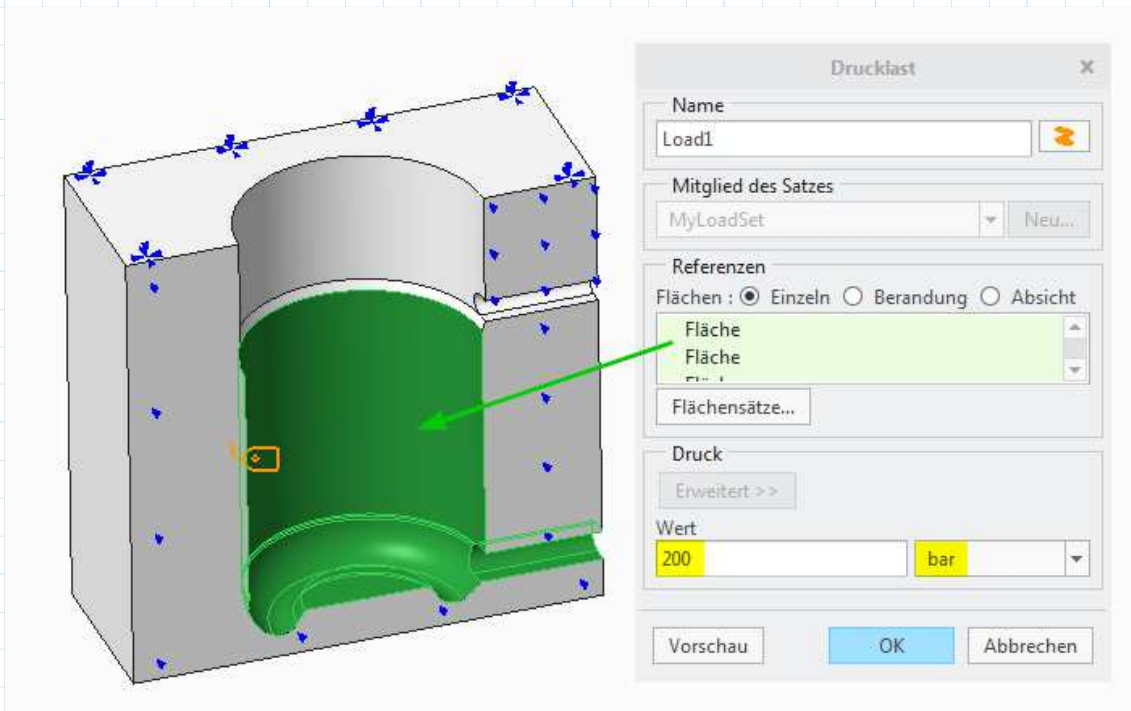 Drucklast
Name
Load1
Mitglied des Satzes
MyLoadSet Neu...
Referenzen
Flächen : Einzeln Berandung Absicht
Fläche
Fläche
Flächensätze...
Druck
Erweitert >>
Wert
200 bar
Vorschau OK Abbrechen